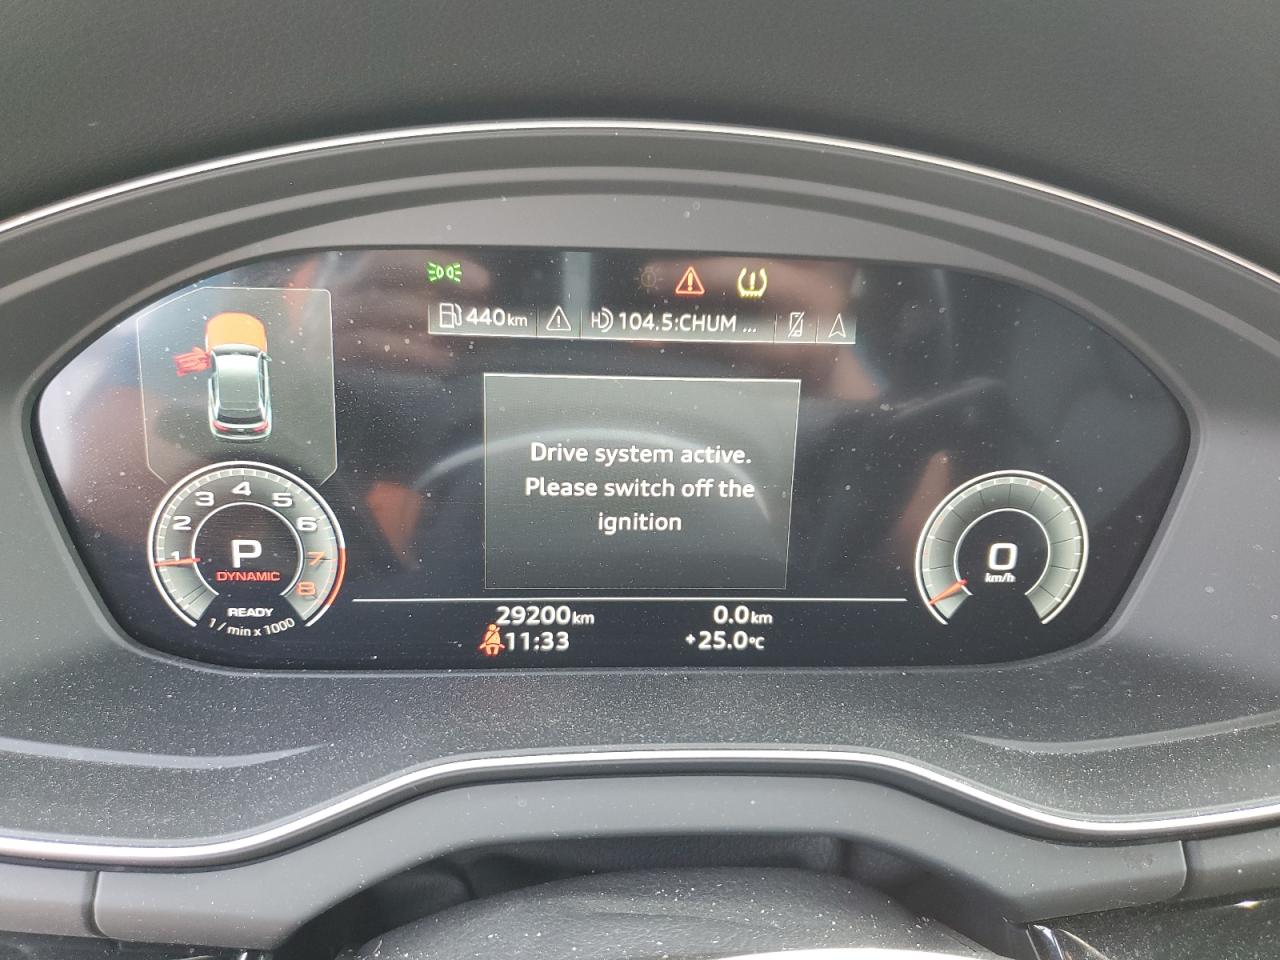 440km
104.5:CHUM ...
Drive system active.
Please switch off the
ignition
1 2 3 4 5 6 7 8
P
DYNAMIC
READY
1 / min x 1000
0
km/h
29200km
0.0km
11:33
+25.0°C